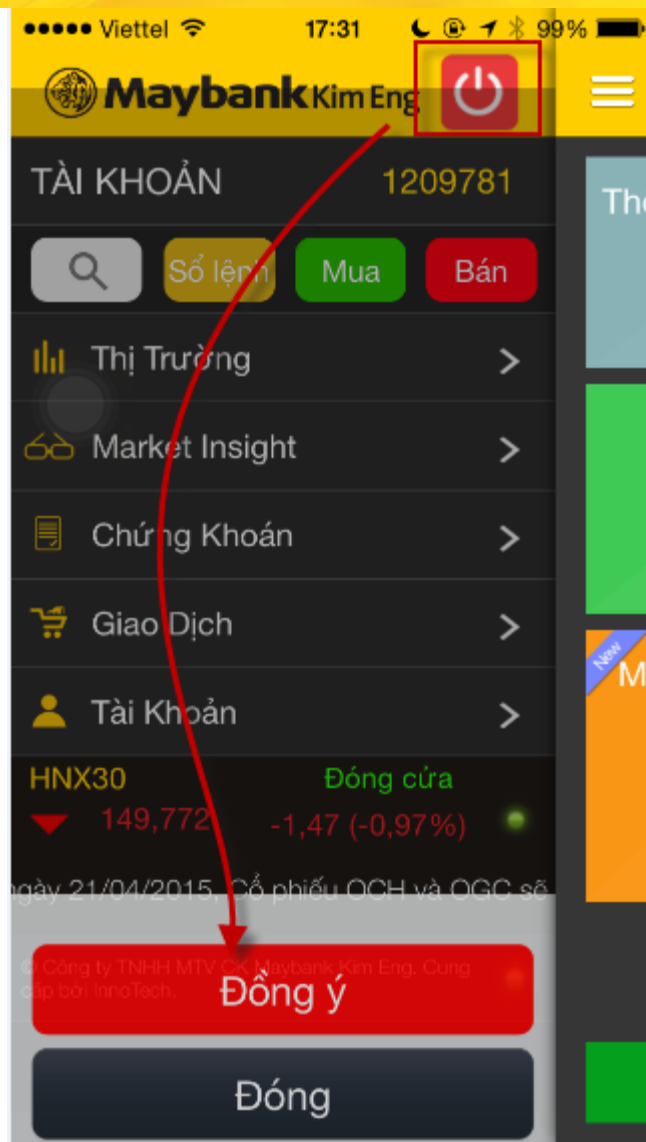 Viettel 17:31 99%
Maybank Kim Eng
TÀI KHOẢN 1209781
Sổ lệnh Mua Bán
Thị Trường
Market Insight
Chứng Khoán
Giao Dịch
Tài Khoản
HNX30 Đóng cửa
149,772 -1,47 (-0,97%)
ngày 21/04/2015, Cổ phiếu OCH và OGC sẽ
© Công ty TNHH MTV CK Maybank Kim Eng. Cung
cấp bởi InnoTech.
Đồng ý
Đóng
The
New
M